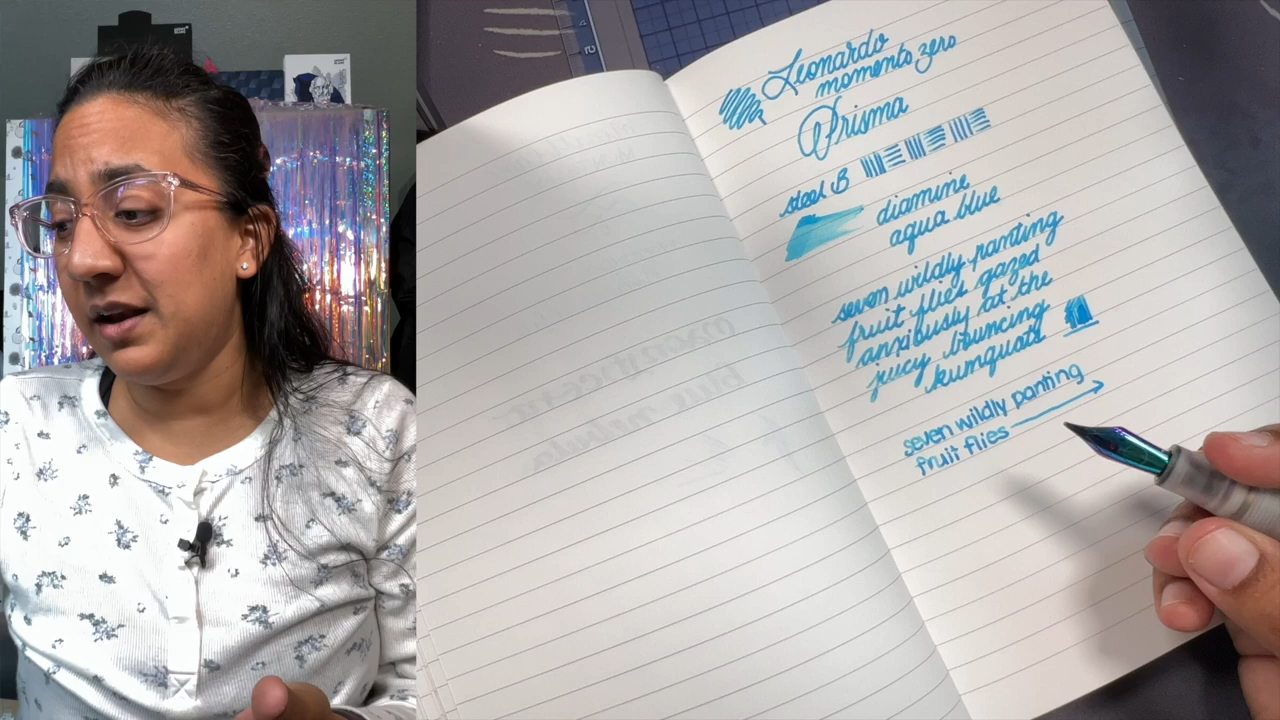 Leonardo
momento zero
Prisma
steel B
diamine
aqua blue
seven wildly panting
fruit flies gazed
anxiously at the
juicy bouncing
kumquats
seven wildly panting
fruit flies